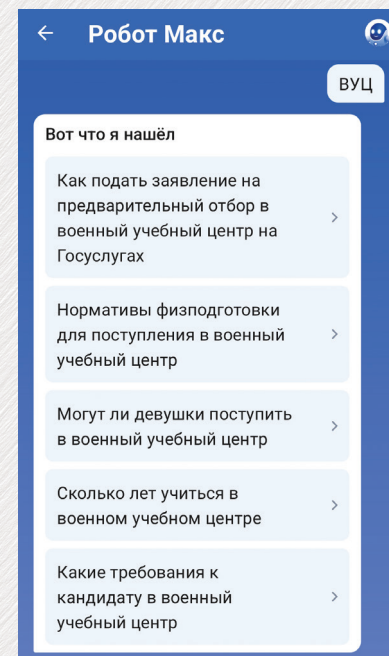 Робот Макс
ВУЦ
Вот что я нашёл
Как подать заявление на
предварительный отбор в
военный учебный центр на
Госуслугах
Нормативы физподготовки
для поступления в военный
учебный центр
Могут ли девушки поступить
в военный учебный центр
Сколько лет учиться в
военном учебном центре
Какие требования к
кандидату в военный
учебный центр